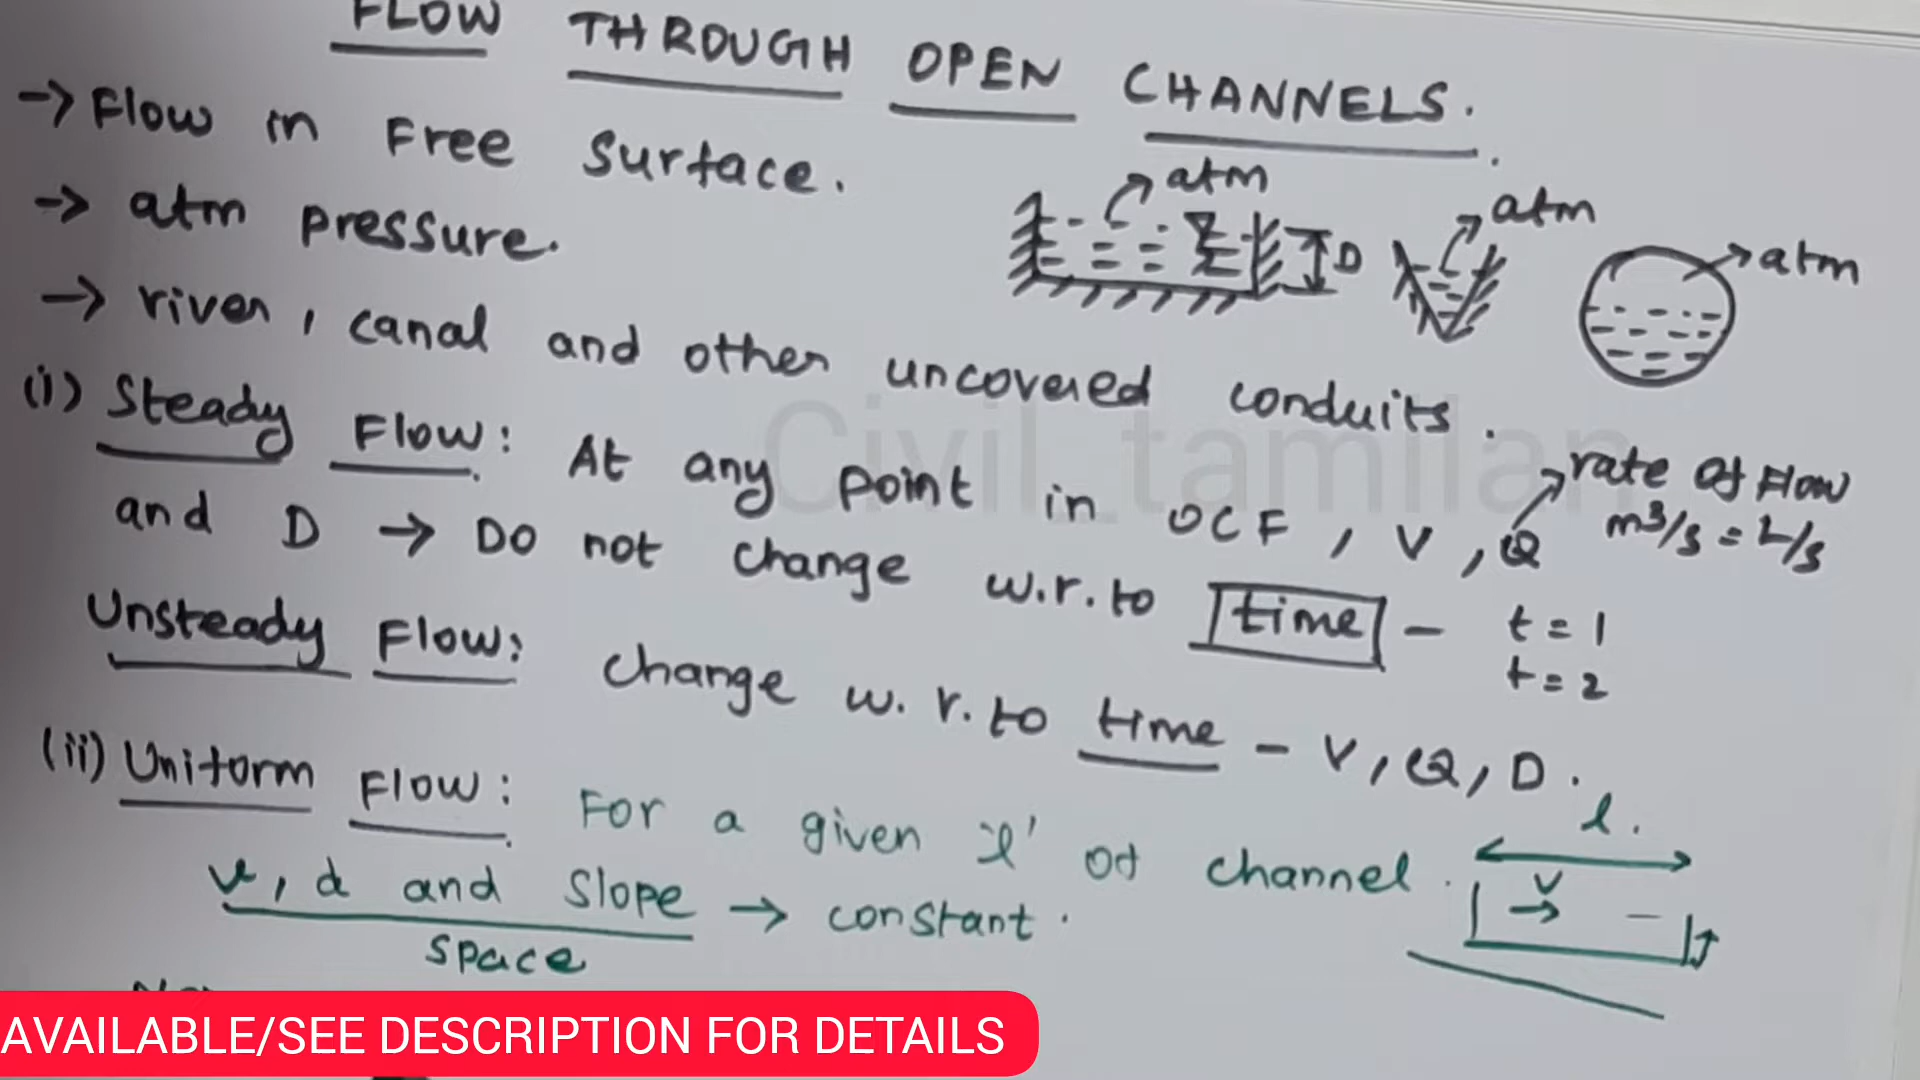 FLOW THROUGH OPEN CHANNELS.
→ Flow in Free Surface.
atm
atm
atm
D
→ atm pressure.
→ river, canal and other uncovered conduits.
(i) Steady Flow: At any point in OCF, V, Q
rate of flow
m³/s = L/s
and D → Do not change w.r.to time – t = 1
t = 2
Unsteady Flow: change w.r.to time – V, Q, D.
(ii) Uniform Flow: For a given 'l' of channel.
l.
v
v, d and slope → constant.
space
Civil_tamilan
AVAILABLE/SEE DESCRIPTION FOR DETAILS